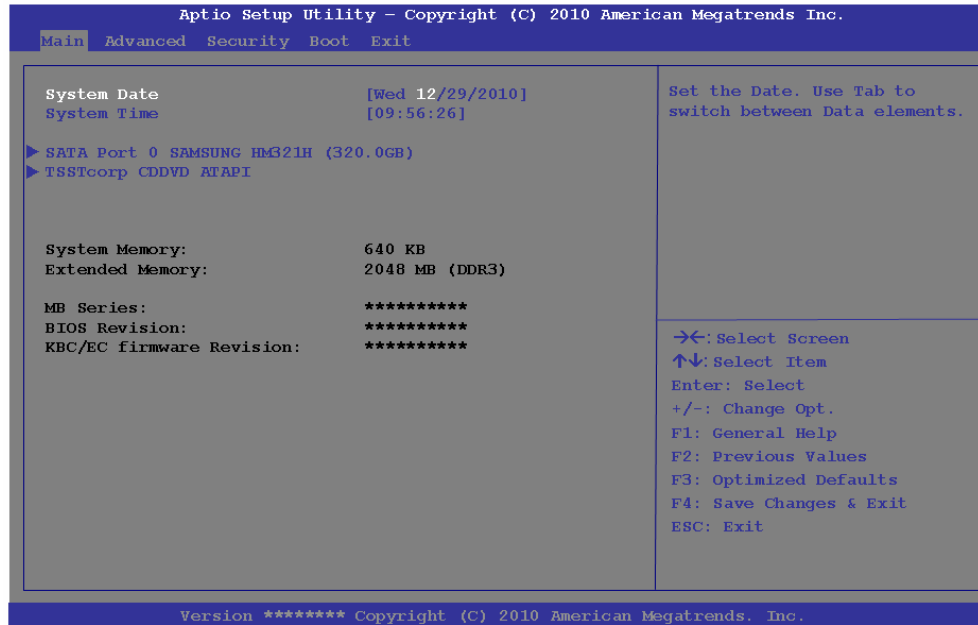 Aptio Setup Utility – Copyright (C) 2010 American Megatrends Inc.
Main Advanced Security Boot Exit
System Date [Wed 12/29/2010]
System Time [09:56:26]
SATA Port 0 SAMSUNG HM321H (320.0GB)
TSSTcorp CDDVD ATAPI
System Memory: 640 KB
Extended Memory: 2048 MB (DDR3)
MB Series: **********
BIOS Revision: **********
KBC/EC firmware Revision: **********
Set the Date. Use Tab to
switch between Data elements.
→←: Select Screen
↑↓: Select Item
Enter: Select
+/-: Change Opt.
F1: General Help
F2: Previous Values
F3: Optimized Defaults
F4: Save Changes & Exit
ESC: Exit
Version ******** Copyright (C) 2010 American Megatrends. Inc.